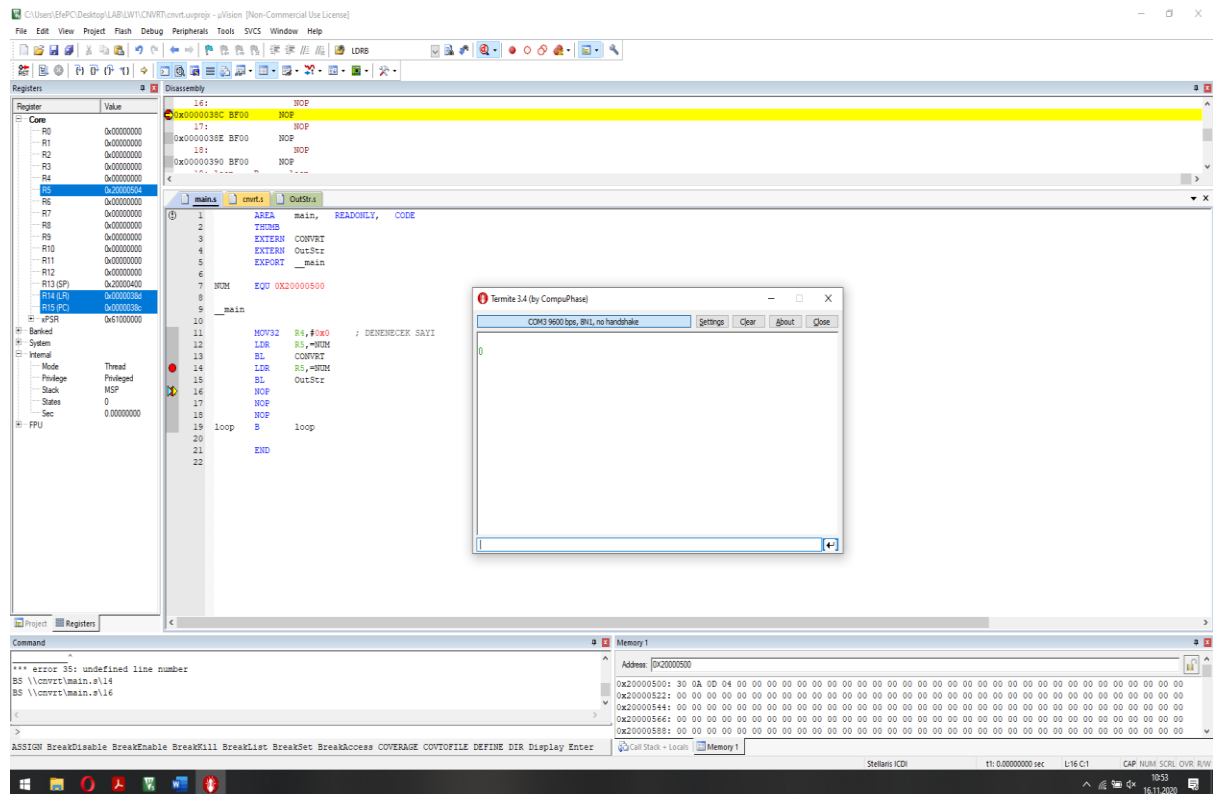 C:\Users\EfePC\Desktop\LAB\LW1\CNVRT\cnvrt.uvprojx - µVision [Non-Commercial Use License]
File Edit View Project Flash Debug Peripherals Tools SVCS Window Help
LDRB
Registers
Register Value
Core
R0 0x00000000
R1 0x00000000
R2 0x00000000
R3 0x00000000
R4 0x00000000
R5 0x20000504
R6 0x00000000
R7 0x00000000
R8 0x00000000
R9 0x00000000
R10 0x00000000
R11 0x00000000
R12 0x00000000
R13 (SP) 0x20000400
R14 (LR) 0x0000038d
R15 (PC) 0x0000038c
xPSR 0x61000000
Banked
System
Internal
Mode Thread
Privilege Privileged
Stack MSP
States 0
Sec 0.00000000
FPU
Project Registers
Disassembly
16: NOP
0x0000038C BF00 NOP
17: NOP
0x0000038E BF00 NOP
18: NOP
0x00000390 BF00 NOP
19: loop B loop
main.s cnvrt.s OutStr.s
1 AREA main, READONLY, CODE
2 THUMB
3 EXTERN CONVRT
4 EXTERN OutStr
5 EXPORT __main
6
7 NUM EQU 0X20000500
8
9 __main
10
11 MOV32 R4,#0x0 ; DENENECEK SAYI
12 LDR R5,=NUM
13 BL CONVRT
14 LDR R5,=NUM
15 BL OutStr
16 NOP
17 NOP
18 NOP
19 loop B loop
20
21 END
22
Termite 3.4 (by CompuPhase)
COM3 9600 bps, 8N1, no handshake Settings Clear About Close
0
Command
*** error 35: undefined line number
BS \\cnvrt\main.s\14
BS \\cnvrt\main.s\16
>
ASSIGN BreakDisable BreakEnable BreakKill BreakList BreakSet BreakAccess COVERAGE COVTOFILE DEFINE DIR Display Enter
Memory 1
Address: 0X20000500
0x20000500: 30 0A 0D 04 00 00 00 00 00 00 00 00 00 00 00 00 00 00 00 00 00 00 00 00 00 00 00 00 00 00 00 00 00 00
0x20000522: 00 00 00 00 00 00 00 00 00 00 00 00 00 00 00 00 00 00 00 00 00 00 00 00 00 00 00 00 00 00 00 00 00 00
0x20000544: 00 00 00 00 00 00 00 00 00 00 00 00 00 00 00 00 00 00 00 00 00 00 00 00 00 00 00 00 00 00 00 00 00 00
0x20000566: 00 00 00 00 00 00 00 00 00 00 00 00 00 00 00 00 00 00 00 00 00 00 00 00 00 00 00 00 00 00 00 00 00 00
0x20000588: 00 00 00 00 00 00 00 00 00 00 00 00 00 00 00 00 00 00 00 00 00 00 00 00 00 00 00 00 00 00 00 00 00 00
Call Stack + Locals Memory 1
Stellaris ICDI t1: 0.00000000 sec L:16 C:1 CAP NUM SCRL OVR R/W
10:53
16.11.2020